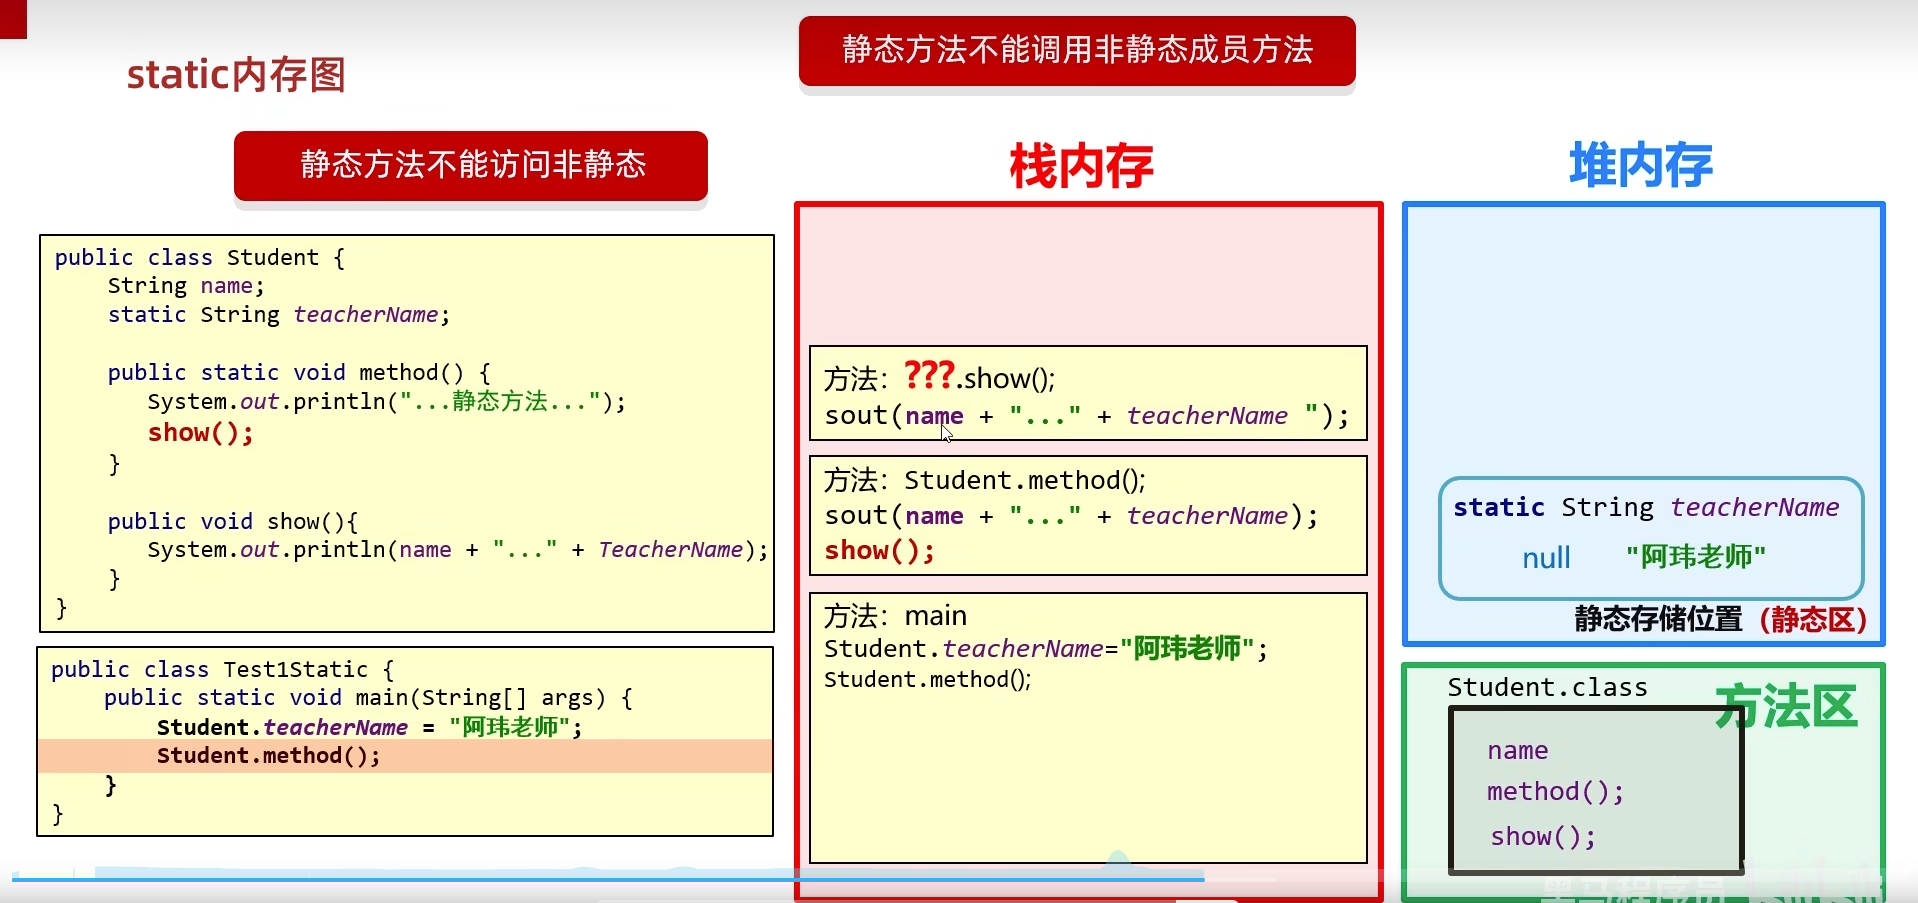 静态方法不能调用非静态成员方法
static内存图
静态方法不能访问非静态
public class Student {
String name;
static String teacherName;
public static void method() {
System.out.println("...静态方法...");
show();
}
public void show(){
System.out.println(name + "..." + TeacherName);
}
}
public class Test1Static {
public static void main(String[] args) {
Student.teacherName = "阿玮老师";
Student.method();
}
}
栈内存
方法：???.show();
sout(name + "..." + teacherName ");
方法：Student.method();
sout(name + "..." + teacherName);
show();
方法：main
Student.teacherName="阿玮老师";
Student.method();
堆内存
static String teacherName
null "阿玮老师"
静态存储位置（静态区）
Student.class
方法区
name
method();
show();
黑马程序员